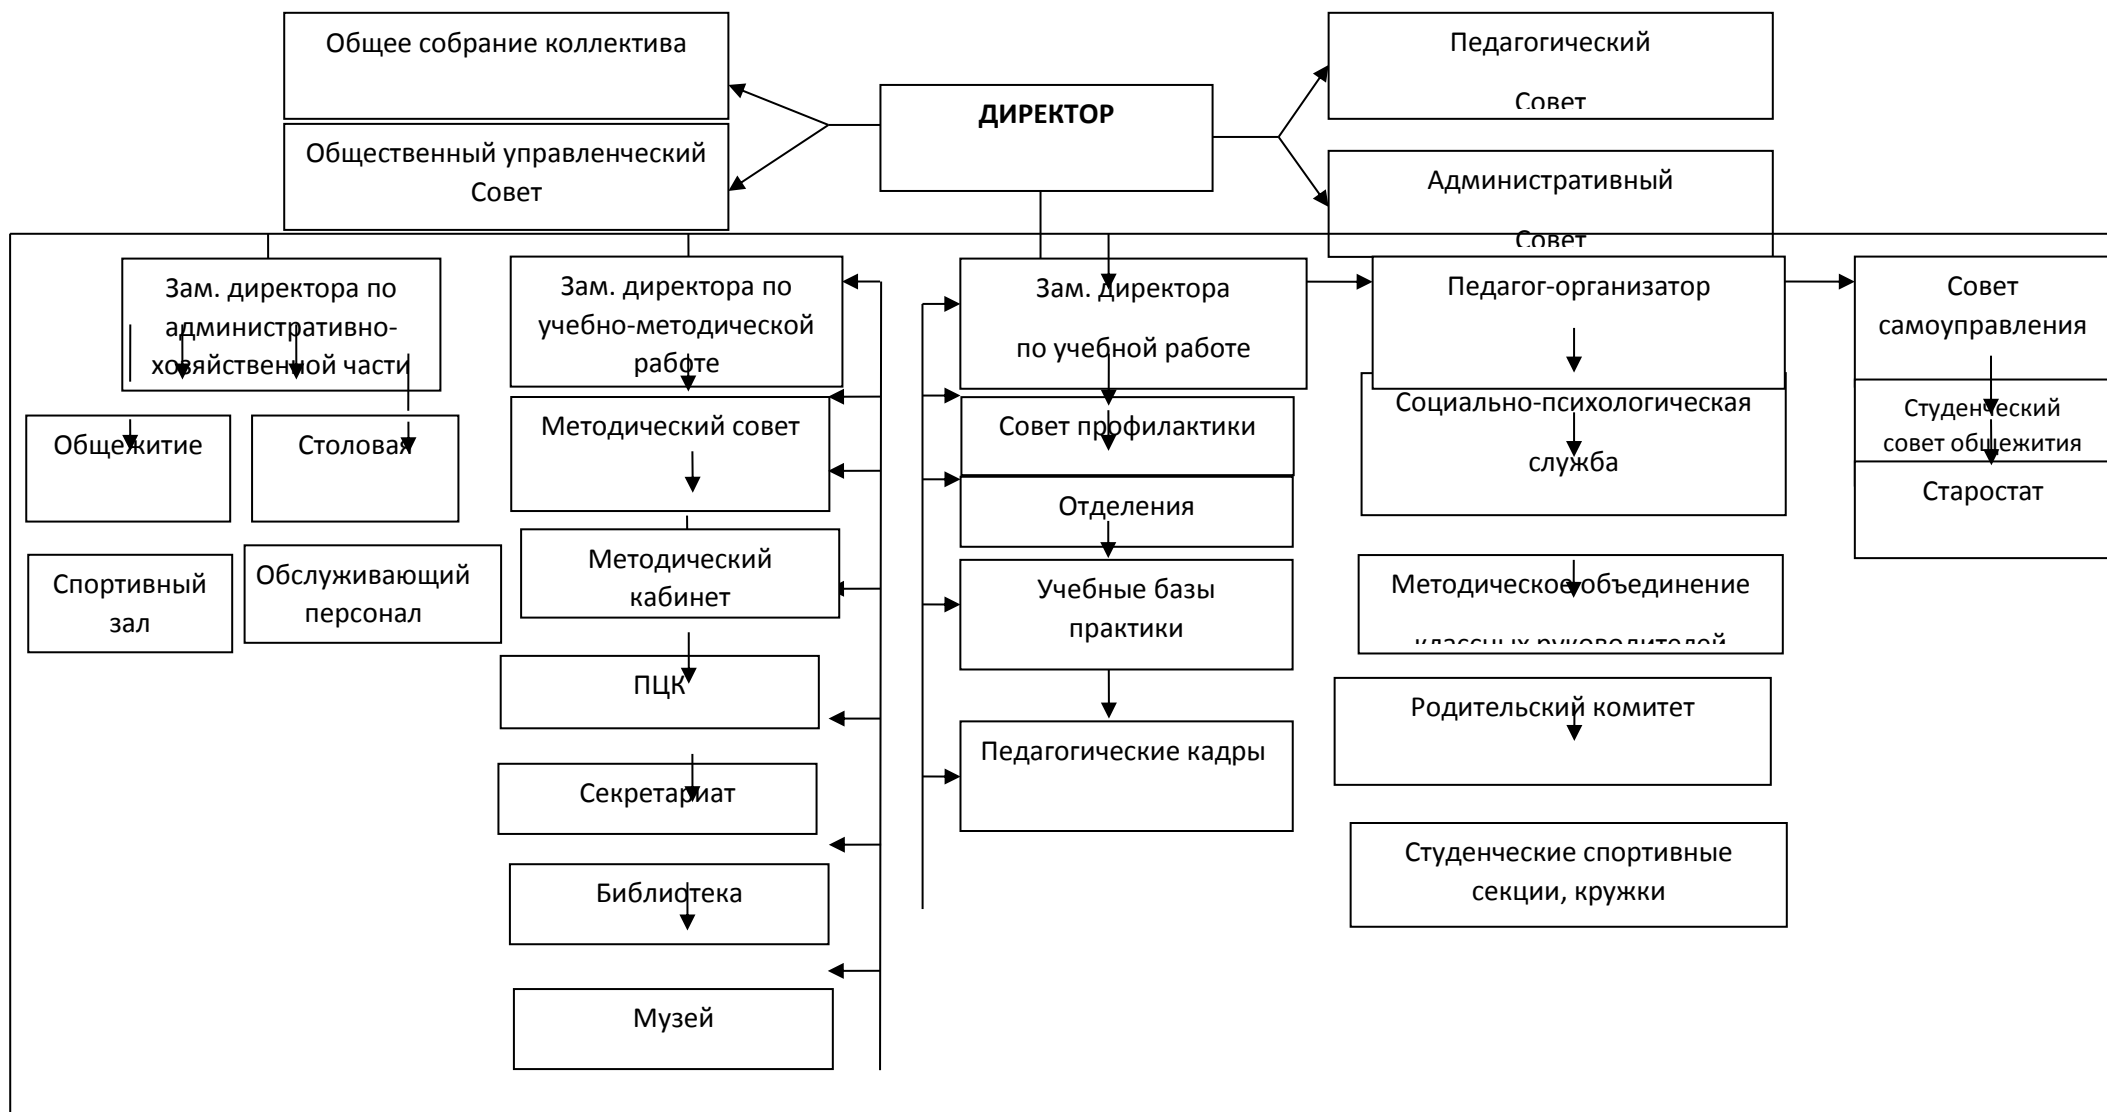 Общее собрание коллектива
Общественный управленческий
Совет
ДИРЕКТОР
Педагогический
Совет
Административный
Совет
Зам. директора по
административно-
хозяйственной части
Общежитие
Столовая
Спортивный
зал
Обслуживающий
персонал
Зам. директора по
учебно-методической
работе
Методический совет
Методический
кабинет
ПЦК
Секретариат
Библиотека
Музей
Зам. директора
по учебной работе
Совет профилактики
Отделения
Учебные базы
практики
Педагогические кадры
Педагог-организатор
Социально-психологическая
служба
Методическое объединение
классных руководителей
Родительский комитет
Студенческие спортивные
секции, кружки
Совет
самоуправления
Студенческий
совет общежития
Старостат